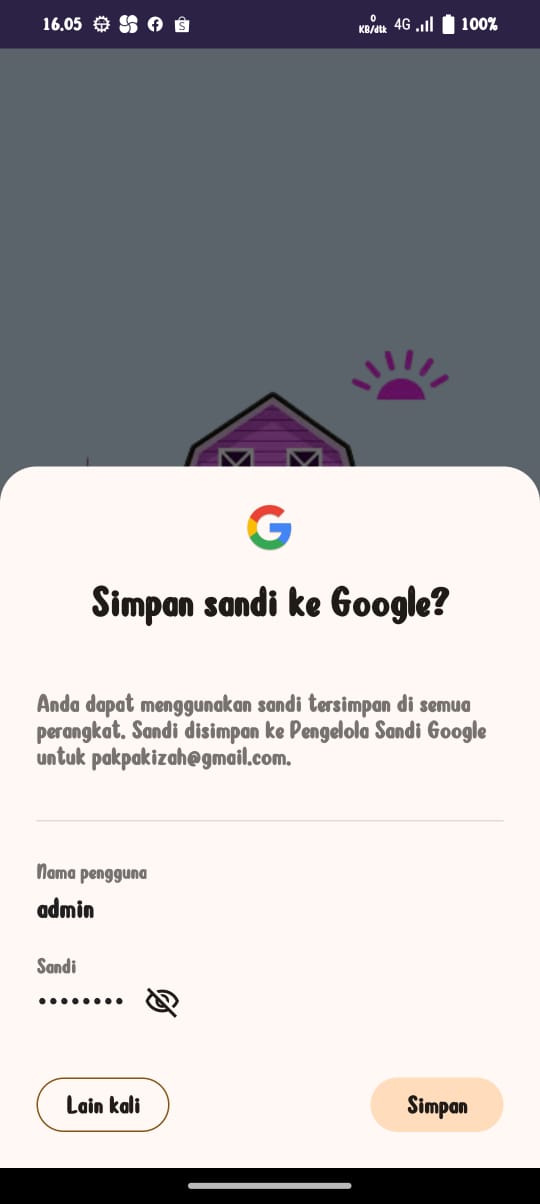 16.05
0
KB/dtk
4G
100%
Simpan sandi ke Google?
Anda dapat menggunakan sandi tersimpan di semua
perangkat. Sandi disimpan ke Pengelola Sandi Google
untuk pakpakizah@gmail.com.
Nama pengguna
admin
Sandi
••••••••
Lain kali
Simpan